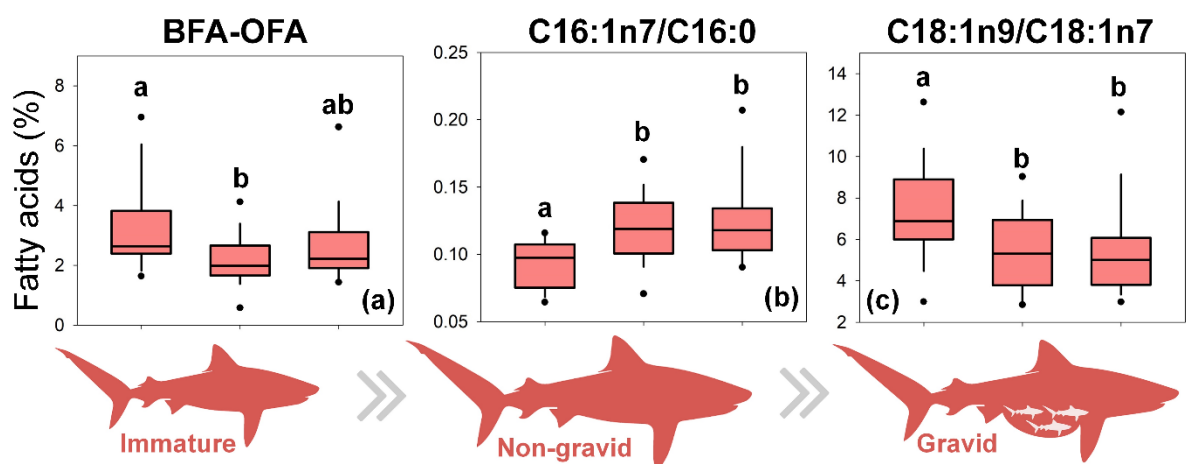 BFA-OFA
C16:1n7/C16:0
C18:1n9/C18:1n7
Fatty acids (%)
8
6
4
2
0
a
b
ab
(a)
0.25
0.20
0.15
0.10
0.05
a
b
b
(b)
14
12
10
8
6
4
2
a
b
b
(c)
Immature
Non-gravid
Gravid